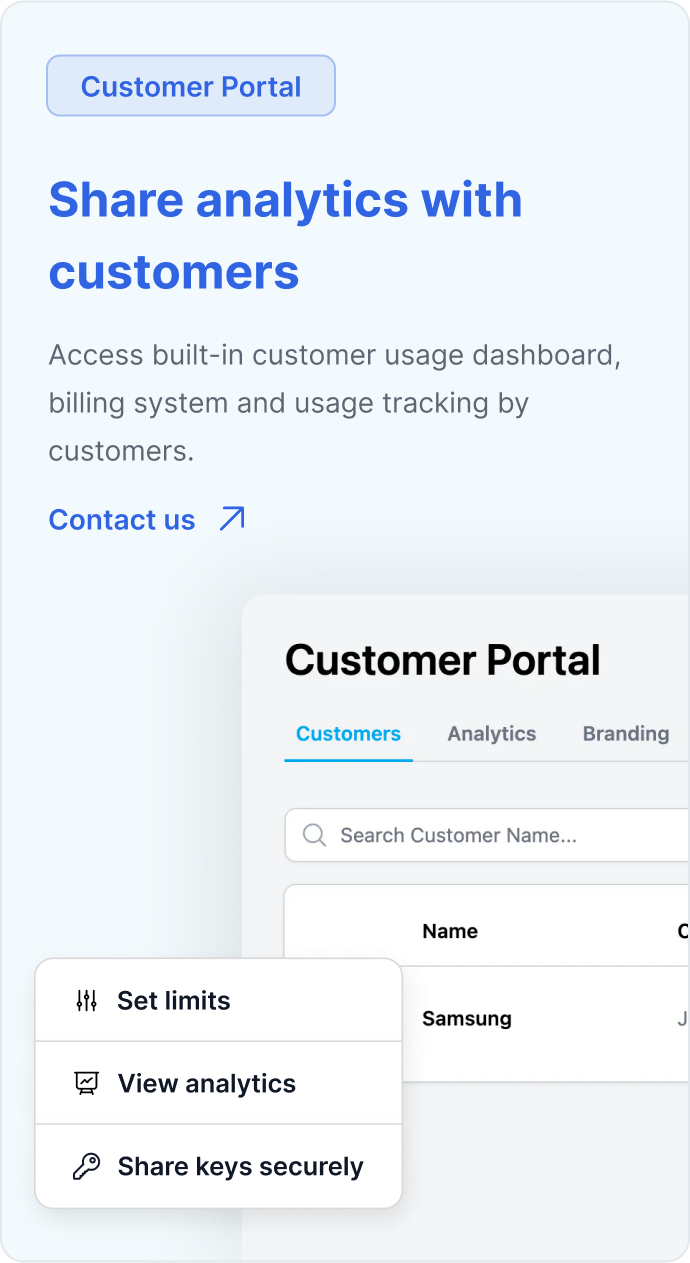 Customer Portal
Share analytics with
customers
Access built-in customer usage dashboard,
billing system and usage tracking by
customers.
Contact us
Customer Portal
Customers Analytics Branding
Search Customer Name...
Name
Samsung
Set limits
View analytics
Share keys securely